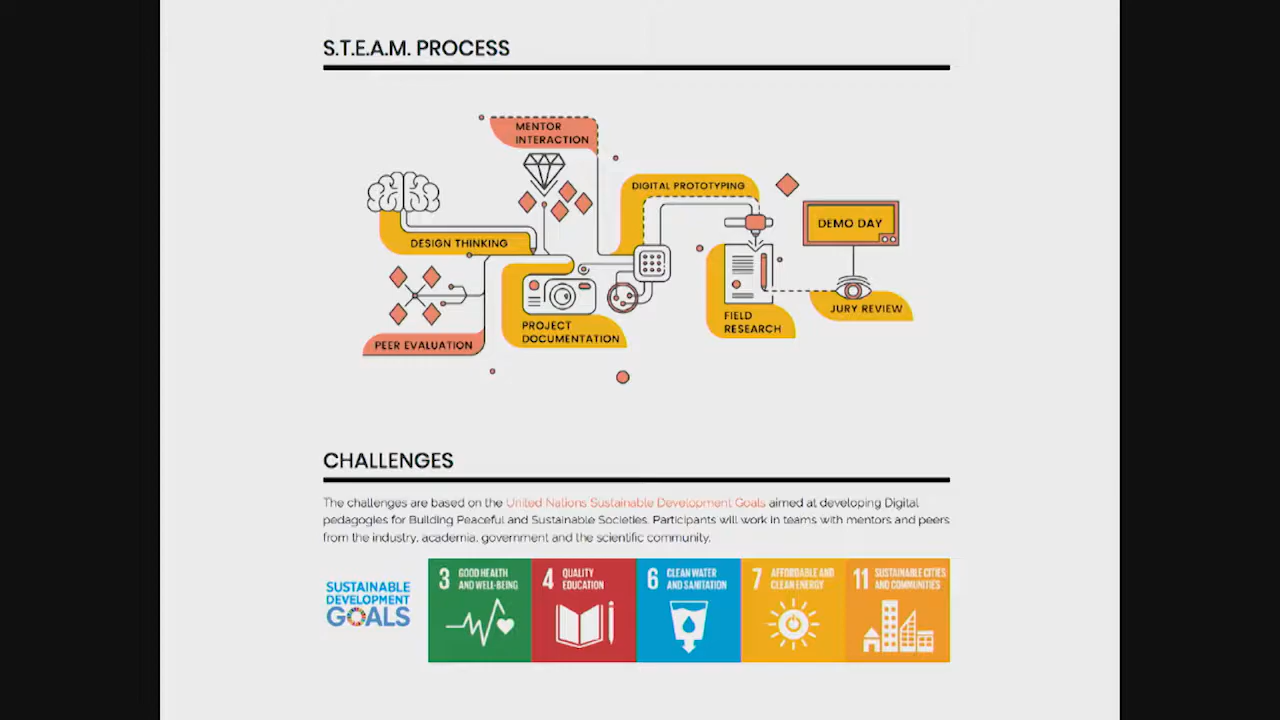 S.T.E.A.M. PROCESS
MENTOR
INTERACTION
DIGITAL PROTOTYPING
DEMO DAY
DESIGN THINKING
JURY REVIEW
FIELD
RESEARCH
PROJECT
DOCUMENTATION
PEER EVALUATION
CHALLENGES
The challenges are based on the United Nations Sustainable Development Goals aimed at developing Digital
pedagogies for Building Peaceful and Sustainable Societies. Participants will work in teams with mentors and peers
from the industry, academia, government and the scientific community.
SUSTAINABLE
DEVELOPMENT
GOALS
3 GOOD HEALTH
AND WELL-BEING
4 QUALITY
EDUCATION
6 CLEAN WATER
AND SANITATION
7 AFFORDABLE AND
CLEAN ENERGY
11 SUSTAINABLE CITIES
AND COMMUNITIES